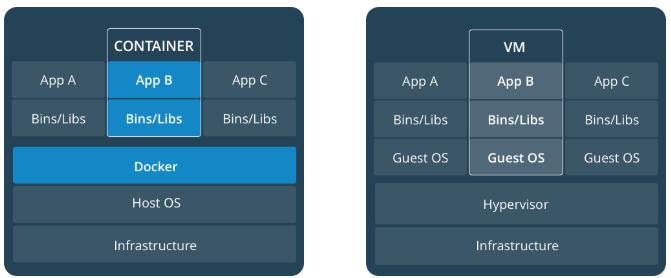 CONTAINER
App A App B App C
Bins/Libs Bins/Libs Bins/Libs
Docker
Host OS
Infrastructure
VM
App A App B App C
Bins/Libs Bins/Libs Bins/Libs
Guest OS Guest OS Guest OS
Hypervisor
Infrastructure